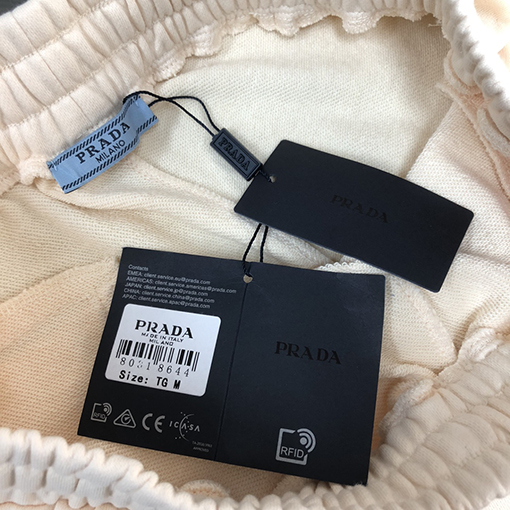 PRADA
MILANO
PRADA
PRADA
Contacts
EMEA: client.service.eu@prada.com
AMERICAS: client.service.americas@prada.com
JAPAN: client.service.jp@prada.com
CHINA: client.service.china@prada.com
APAC: client.service.apac@prada.com
PRADA
MADE IN ITALY
MILANO
80318644
Size: TG M
RFID
CE
ICASA
PRADA
RFID